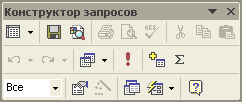 Конструктор запросов
Все